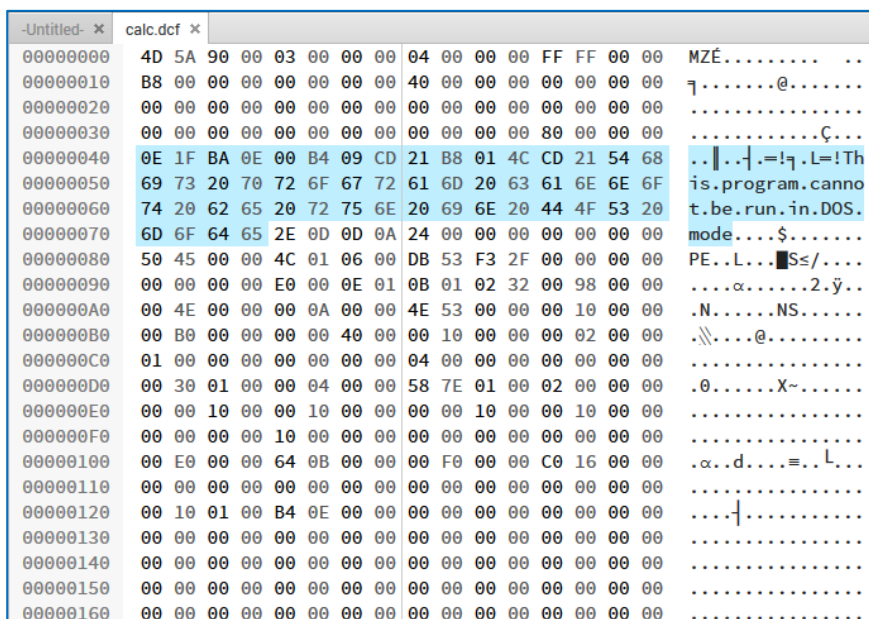 -Untitled- × calc.dcf ×
00000000 4D 5A 90 00 03 00 00 00 04 00 00 00 FF FF 00 00 MZÉ......... ..
00000010 B8 00 00 00 00 00 00 00 40 00 00 00 00 00 00 00 ╕.......@.......
00000020 00 00 00 00 00 00 00 00 00 00 00 00 00 00 00 00 ................
00000030 00 00 00 00 00 00 00 00 00 00 00 00 80 00 00 00 ............Ç...
00000040 0E 1F BA 0E 00 B4 09 CD 21 B8 01 4C CD 21 54 68 ..║..┤.=!╕.L=!Th
00000050 69 73 20 70 72 6F 67 72 61 6D 20 63 61 6E 6E 6F is.program.canno
00000060 74 20 62 65 20 72 75 6E 20 69 6E 20 44 4F 53 20 t.be.run.in.DOS.
00000070 6D 6F 64 65 2E 0D 0D 0A 24 00 00 00 00 00 00 00 mode....$.......
00000080 50 45 00 00 4C 01 06 00 DB 53 F3 2F 00 00 00 00 PE..L...█S≤/....
00000090 00 00 00 00 E0 00 0E 01 0B 01 02 32 00 98 00 00 ....α......2.ÿ..
000000A0 00 4E 00 00 00 0A 00 00 4E 53 00 00 00 10 00 00 .N......NS......
000000B0 00 B0 00 00 00 00 40 00 00 10 00 00 00 02 00 00 .░....@.........
000000C0 01 00 00 00 00 00 00 00 04 00 00 00 00 00 00 00 ................
000000D0 00 30 01 00 00 04 00 00 58 7E 01 00 02 00 00 00 .0......X~......
000000E0 00 00 10 00 00 10 00 00 00 00 10 00 00 10 00 00 ................
000000F0 00 00 00 00 10 00 00 00 00 00 00 00 00 00 00 00 ................
00000100 00 E0 00 00 64 0B 00 00 00 F0 00 00 C0 16 00 00 .α..d....≡..└...
00000110 00 00 00 00 00 00 00 00 00 00 00 00 00 00 00 00 ................
00000120 00 10 01 00 B4 0E 00 00 00 00 00 00 00 00 00 00 ....┤...........
00000130 00 00 00 00 00 00 00 00 00 00 00 00 00 00 00 00 ................
00000140 00 00 00 00 00 00 00 00 00 00 00 00 00 00 00 00 ................
00000150 00 00 00 00 00 00 00 00 00 00 00 00 00 00 00 00 ................
00000160 00 00 00 00 00 00 00 00 00 00 00 00 00 00 00 00 ................